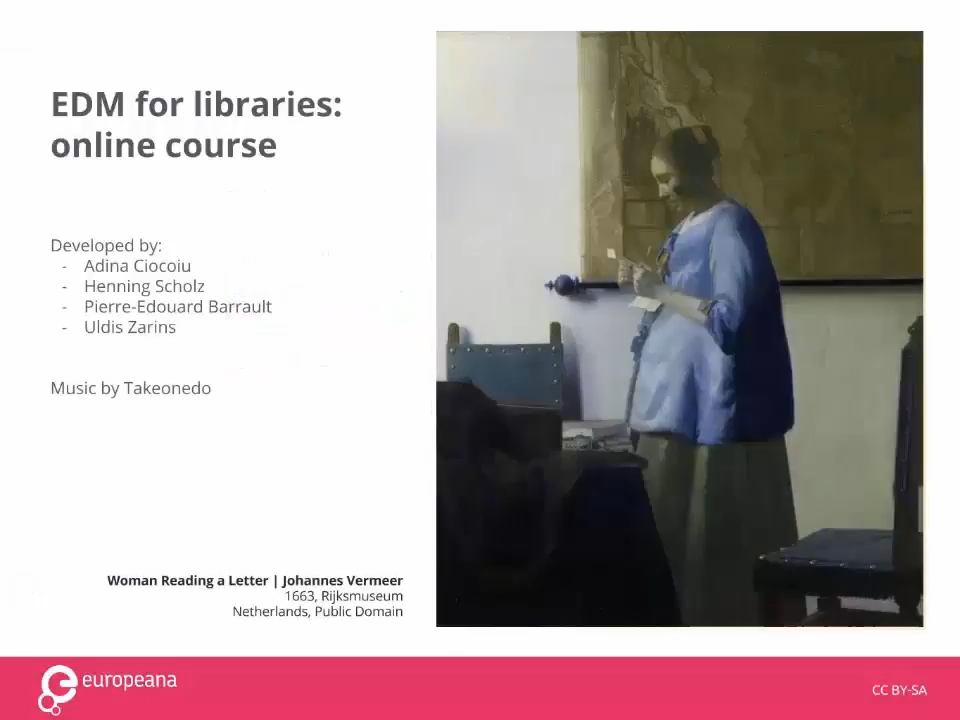 EDM for libraries:
online course
Developed by:
- Adina Ciocoiu
- Henning Scholz
- Pierre-Edouard Barrault
- Uldis Zarins
Music by Takeonedo
Woman Reading a Letter | Johannes Vermeer
1663, Rijksmuseum
Netherlands, Public Domain
europeana
CC BY-SA